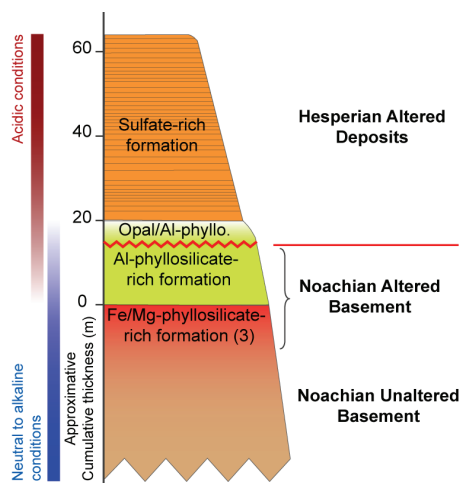 Acidic conditions
Neutral to alkaline
conditions
Approximative
Cumulative thickness (m)
60
40
20
0
Sulfate-rich
formation
Opal/Al-phyllo.
Al-phyllosilicate-
rich formation
Fe/Mg-phyllosilicate-
rich formation (3)
Hesperian Altered
Deposits
Noachian Altered
Basement
Noachian Unaltered
Basement